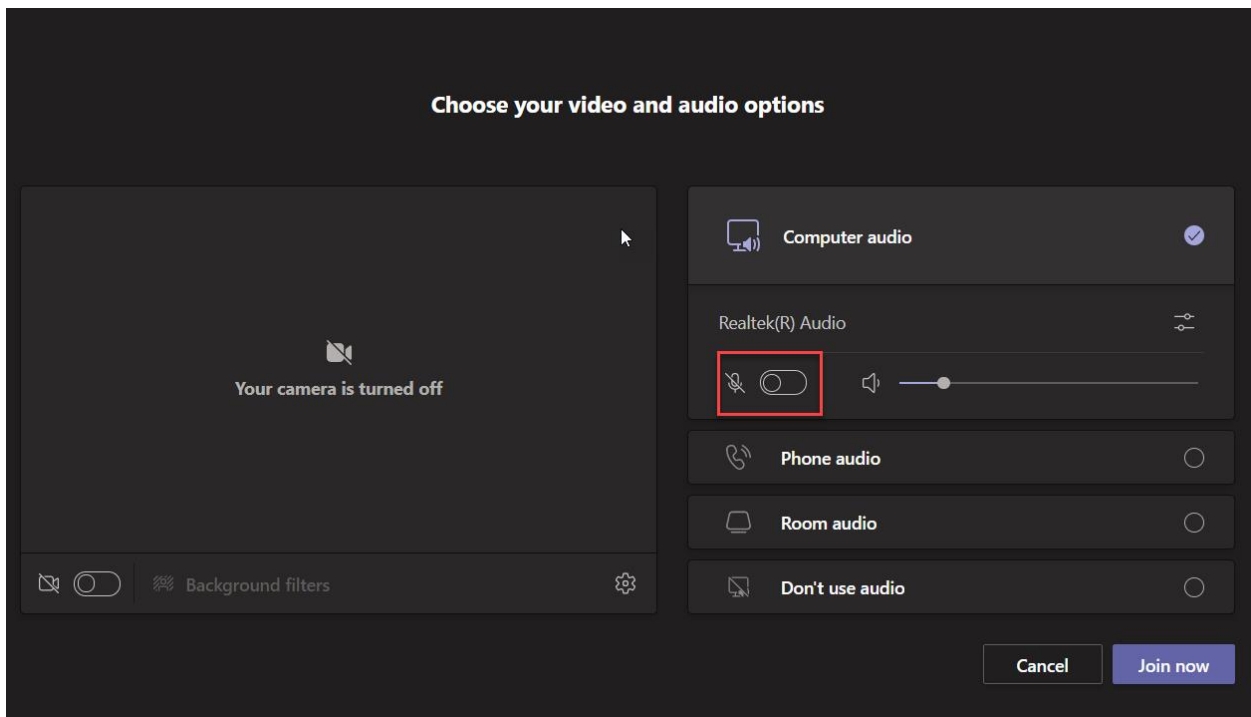 Choose your video and audio options
Your camera is turned off
Background filters
Computer audio
Realtek(R) Audio
Phone audio
Room audio
Don't use audio
Cancel
Join now